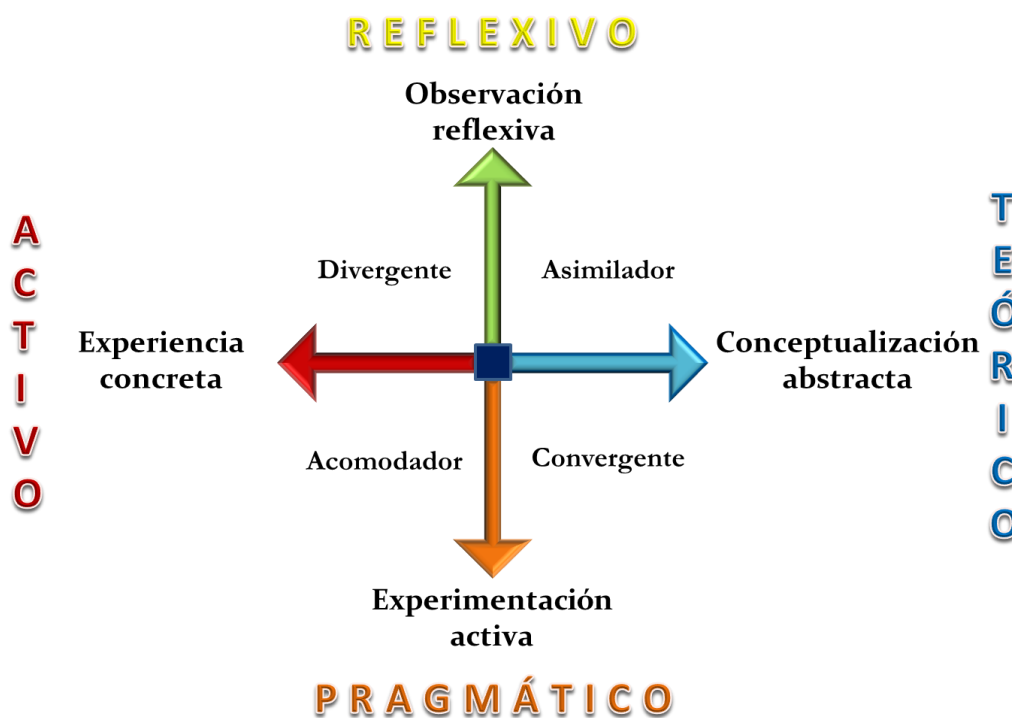 REFLEXIVO
Observación
reflexiva
ACTIVO
Divergente
Asimilador
TEÓRICO
Experiencia
concreta
Conceptualización
abstracta
Acomodador
Convergente
Experimentación
activa
PRAGMÁTICO